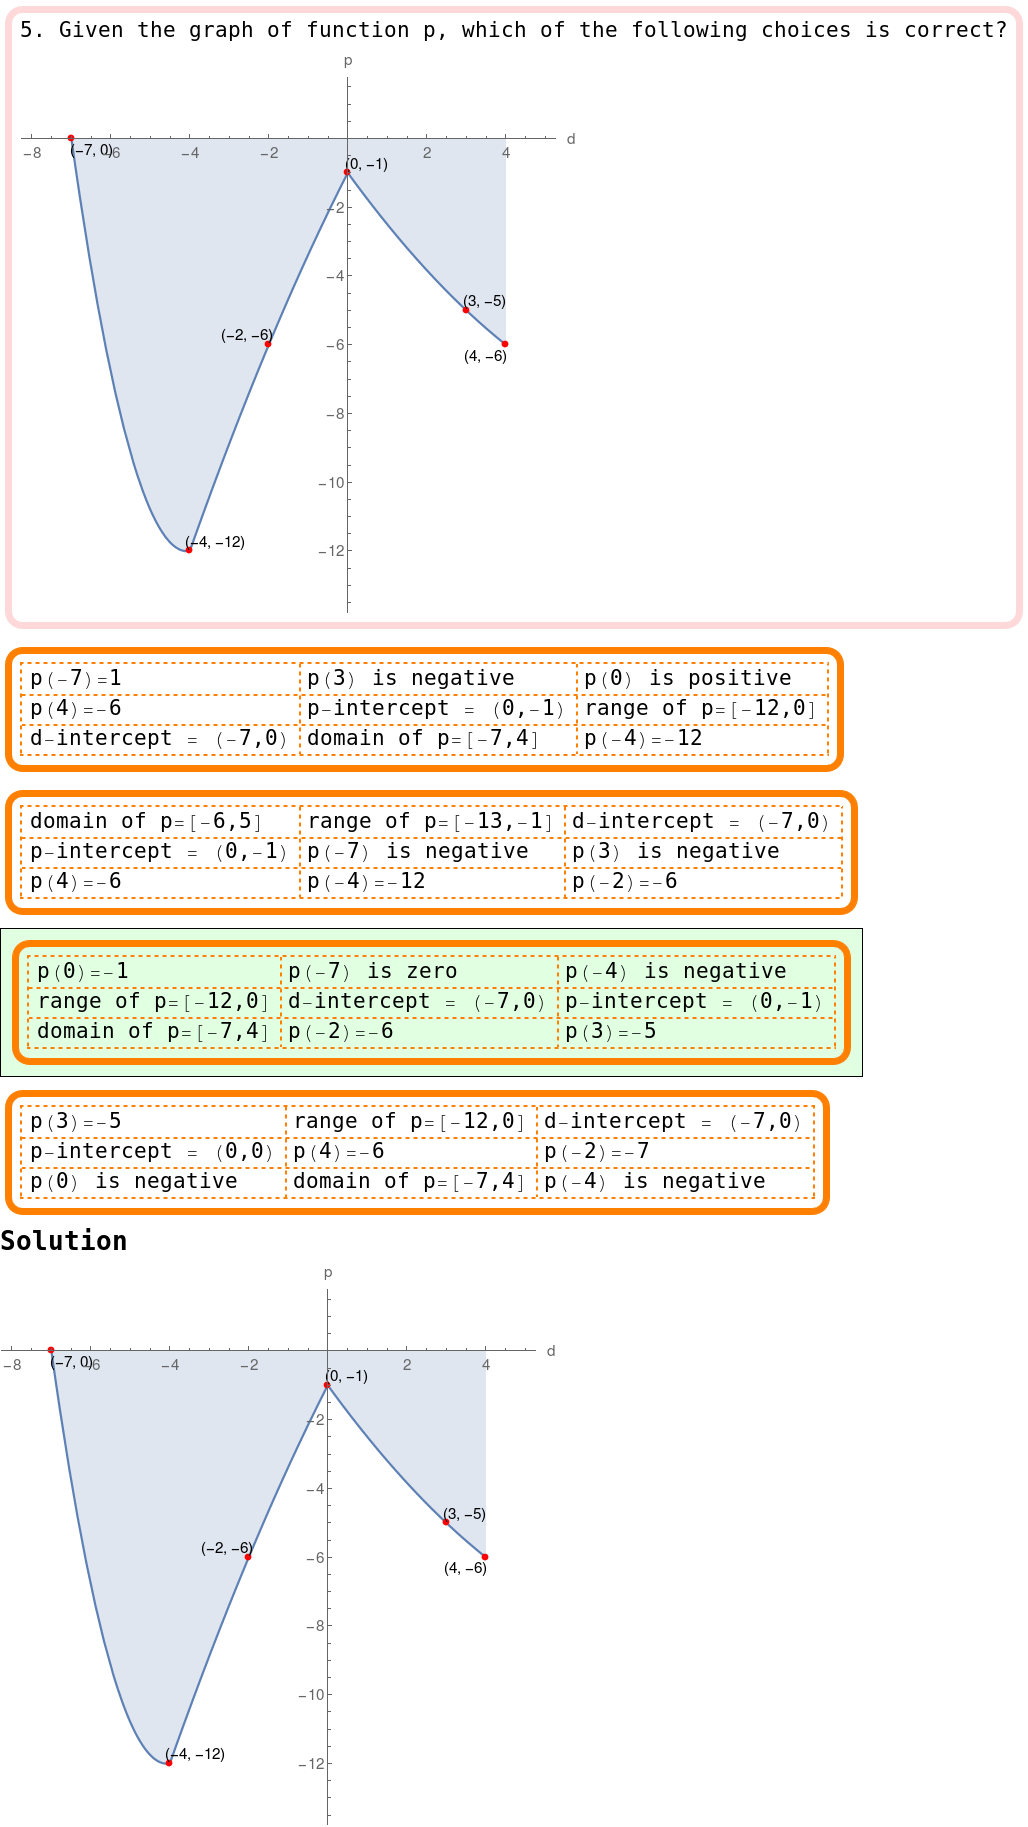 5. Given the graph of function p, which of the following choices is correct?
p
d
(−7, 0)
−8 −6 −4 −2 2 4
(0, −1)
−2
−4
(3, −5)
(−2, −6)
−6
(4, −6)
−8
−10
(−4, −12)
−12
p(−7)=1 p(3) is negative p(0) is positive
p(4)=−6 p−intercept = (0,−1) range of p=[−12,0]
d−intercept = (−7,0) domain of p=[−7,4] p(−4)=−12
domain of p=[−6,5] range of p=[−13,−1] d−intercept = (−7,0)
p−intercept = (0,−1) p(−7) is negative p(3) is negative
p(4)=−6 p(−4)=−12 p(−2)=−6
p(0)=−1 p(−7) is zero p(−4) is negative
range of p=[−12,0] d−intercept = (−7,0) p−intercept = (0,−1)
domain of p=[−7,4] p(−2)=−6 p(3)=−5
p(3)=−5 range of p=[−12,0] d−intercept = (−7,0)
p−intercept = (0,0) p(4)=−6 p(−2)=−7
p(0) is negative domain of p=[−7,4] p(−4) is negative
Solution
p
d
(−7, 0)
−8 −6 −4 −2 2 4
(0, −1)
−2
−4
(3, −5)
(−2, −6)
−6
(4, −6)
−8
−10
(−4, −12)
−12